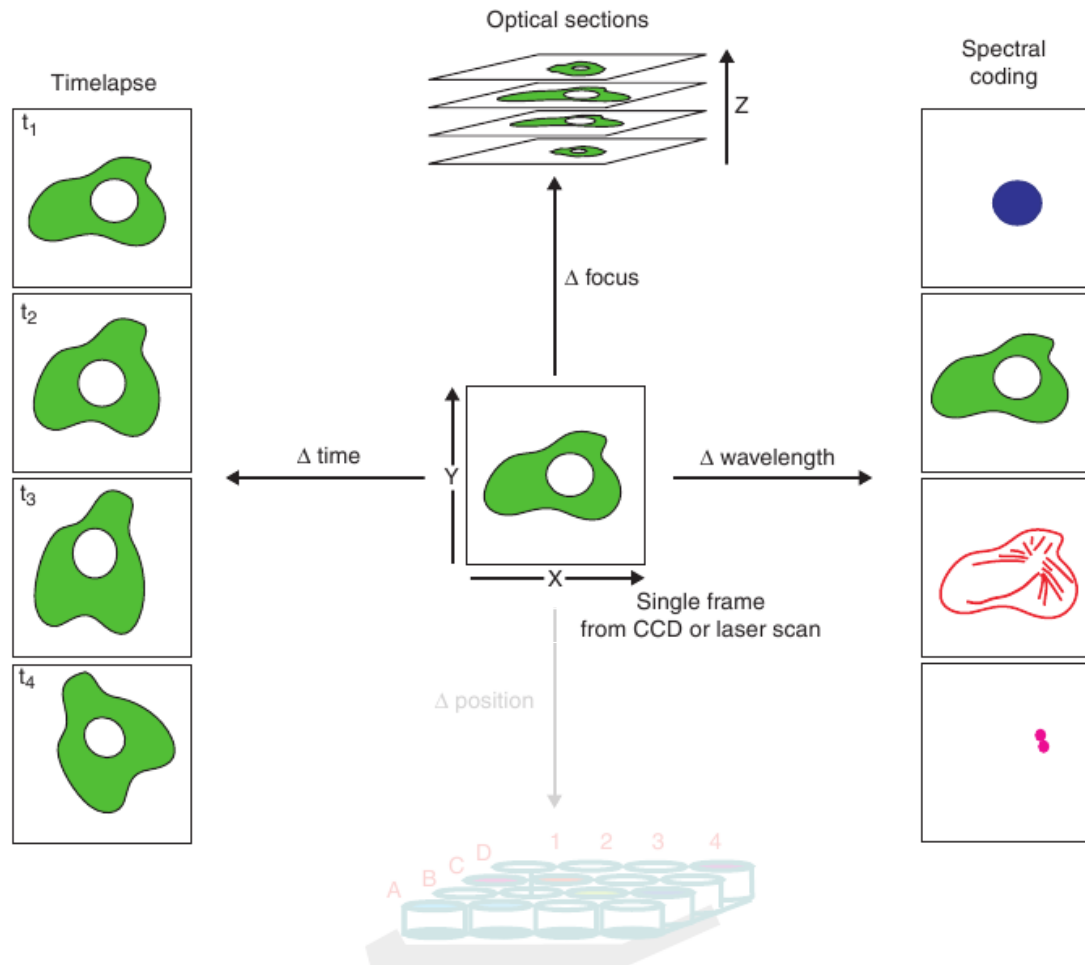 Optical sections
Spectral
coding
Timelapse
Z
t1
Δ focus
t2
Δ time
Y
Δ wavelength
t3
X
Single frame
from CCD or laser scan
t4
Δ position
1 2 3 4
D
C
B
A